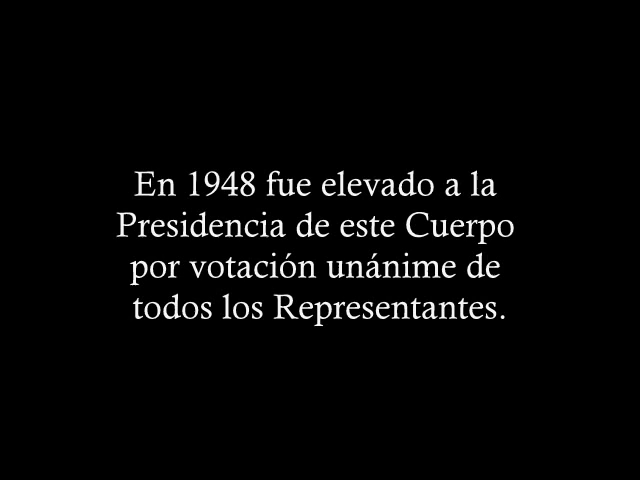 En 1948 fue elevado a la
Presidencia de este Cuerpo
por votación unánime de
todos los Representantes.